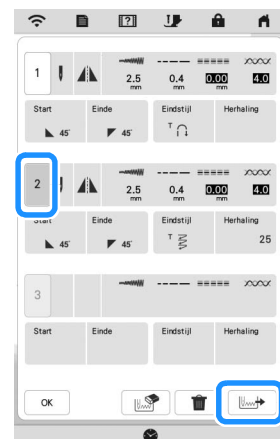 1
2.5
mm
0.4
mm
0.00
mm
4.0
Start
Einde
Eindstijl
Herhaling
45°
45°
T
2
2.5
mm
0.4
mm
0.00
mm
4.0
Start
Einde
Eindstijl
Herhaling
45°
45°
T
25
3
Start
Einde
Eindstijl
Herhaling
OK